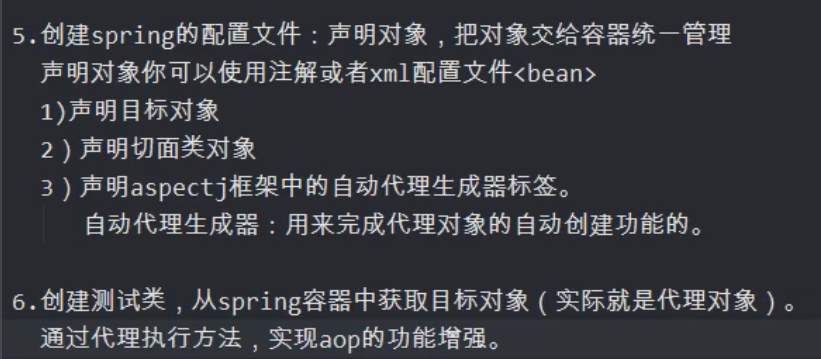 5.创建spring的配置文件：声明对象，把对象交给容器统一管理
声明对象你可以使用注解或者xml配置文件<bean>
1)声明目标对象
2）声明切面类对象
3）声明aspectj框架中的自动代理生成器标签。
自动代理生成器：用来完成代理对象的自动创建功能的。
6.创建测试类，从spring容器中获取目标对象（实际就是代理对象）。
通过代理执行方法，实现aop的功能增强。